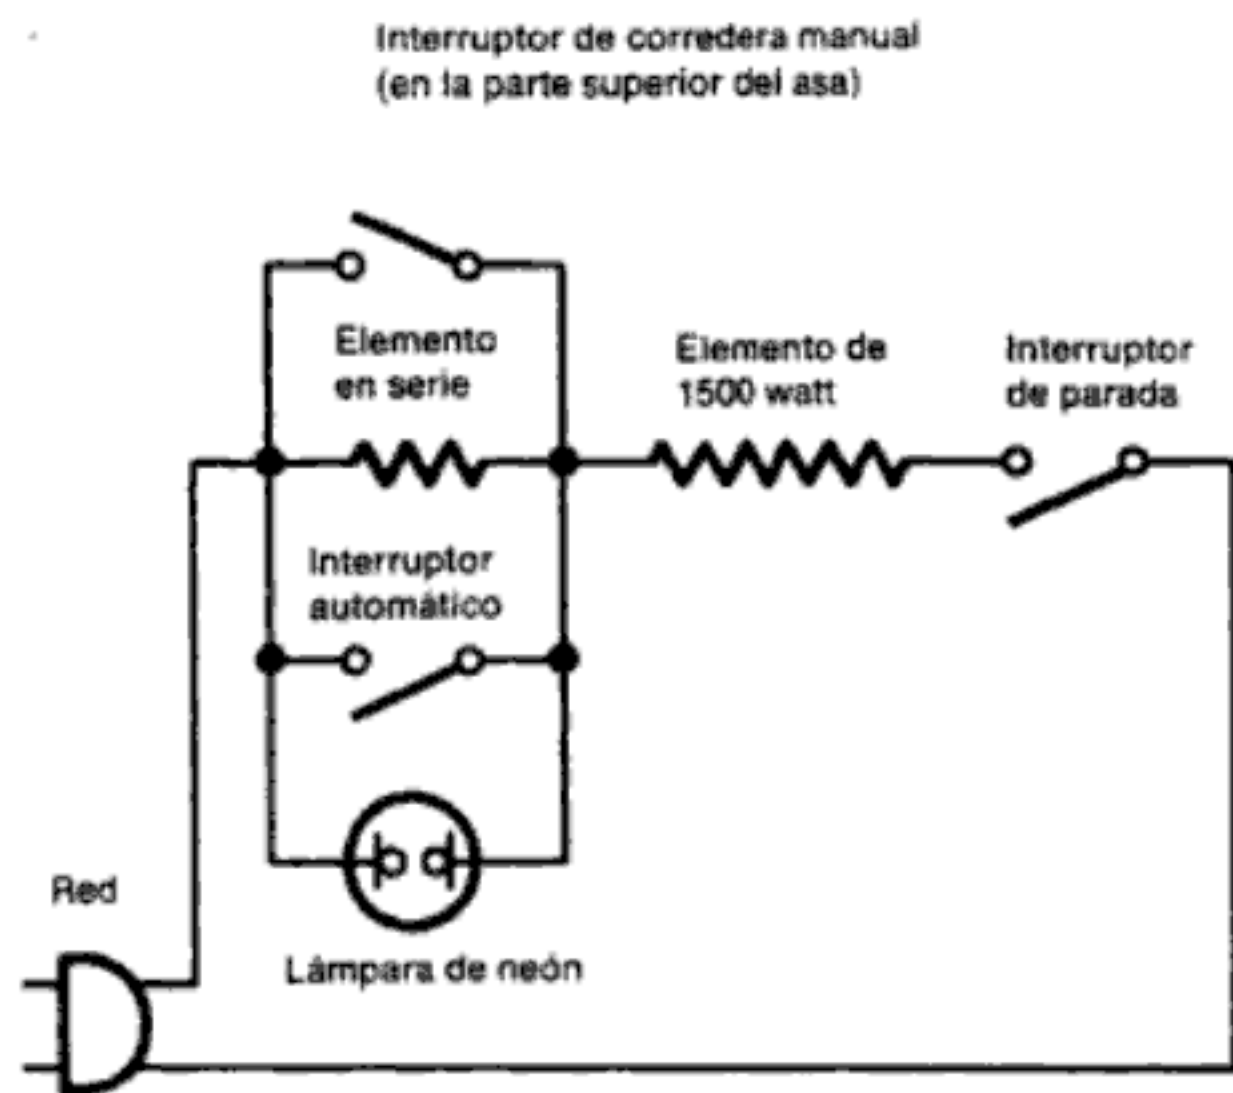 Interruptor de corredera manual
(en la parte superior del asa)
Elemento
en serie
Elemento de
1500 watt
Interruptor
de parada
Interruptor
automático
Red
Lámpara de neón